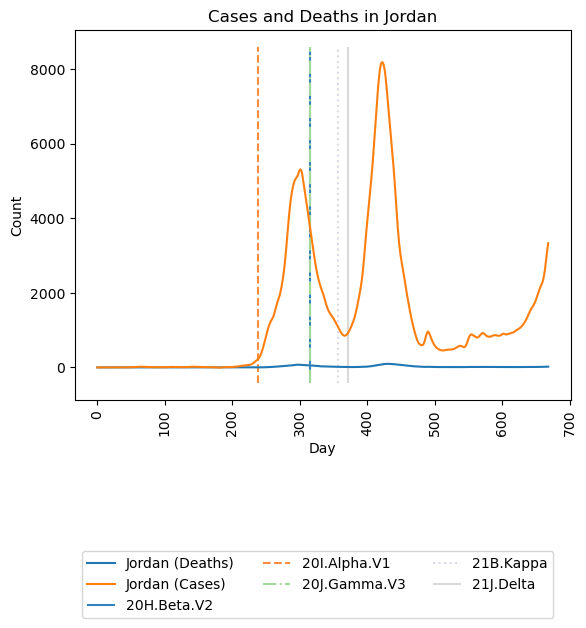 Cases and Deaths in Jordan
Count
8000
6000
4000
2000
0
0 100 200 300 400 500 600 700
Day
Jordan (Deaths) 20I.Alpha.V1 21B.Kappa
Jordan (Cases) 20J.Gamma.V3 21J.Delta
20H.Beta.V2